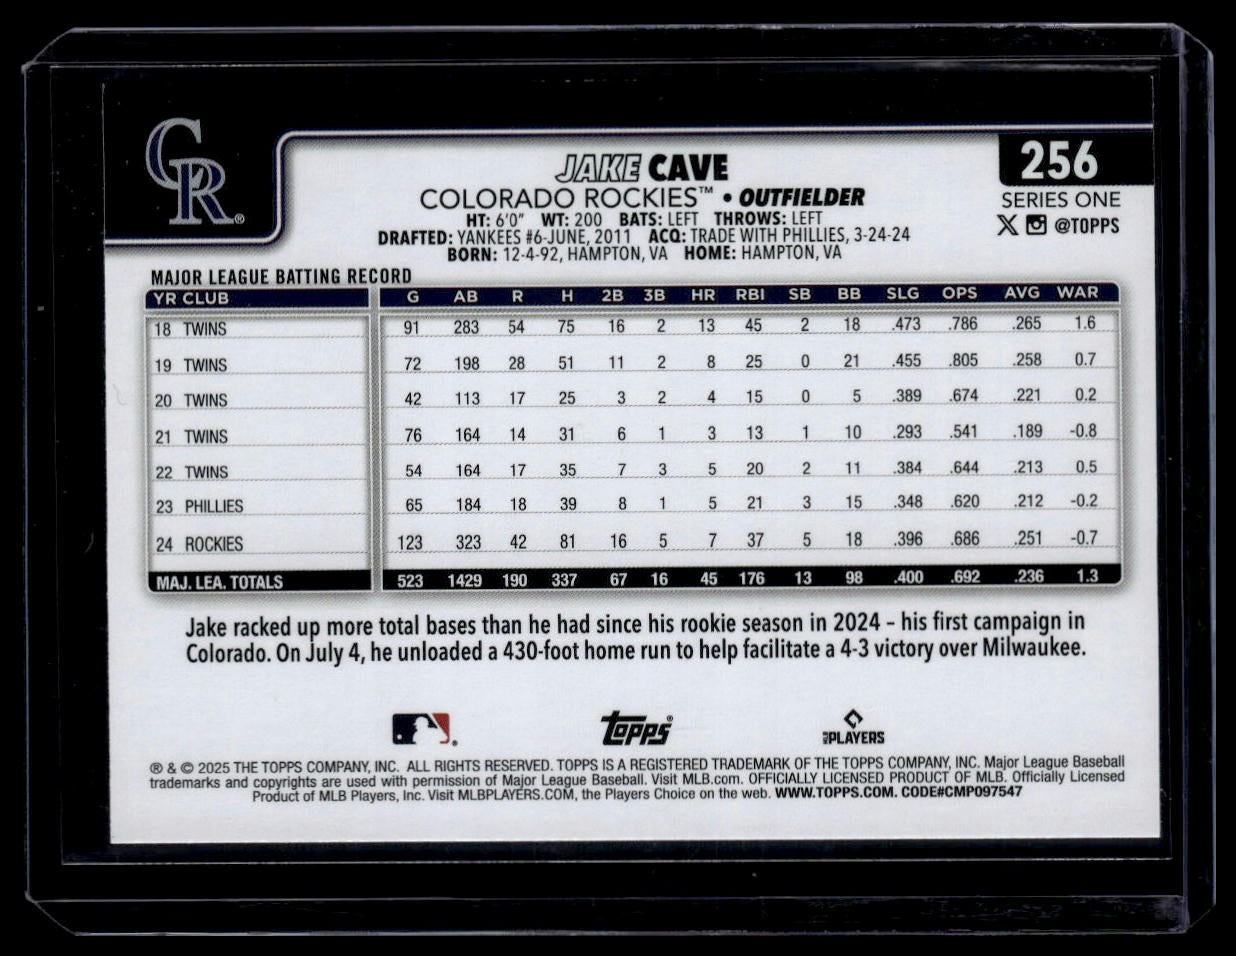 CR®
256
JAKE CAVE
COLORADO ROCKIES™ • OUTFIELDER
SERIES ONE
HT: 6'0" WT: 200 BATS: LEFT THROWS: LEFT
X @TOPPS
DRAFTED: YANKEES #6-JUNE, 2011 ACQ: TRADE WITH PHILLIES, 3-24-24
BORN: 12-4-92, HAMPTON, VA HOME: HAMPTON, VA
MAJOR LEAGUE BATTING RECORD
YR CLUB G AB R H 2B 3B HR RBI SB BB SLG OPS AVG WAR
18 TWINS 91 283 54 75 16 2 13 45 2 18 .473 .786 .265 1.6
19 TWINS 72 198 28 51 11 2 8 25 0 21 .455 .805 .258 0.7
20 TWINS 42 113 17 25 3 2 4 15 0 5 .389 .674 .221 0.2
21 TWINS 76 164 14 31 6 1 3 13 1 10 .293 .541 .189 -0.8
22 TWINS 54 164 17 35 7 3 5 20 2 11 .384 .644 .213 0.5
23 PHILLIES 65 184 18 39 8 1 5 21 3 15 .348 .620 .212 -0.2
24 ROCKIES 123 323 42 81 16 5 7 37 5 18 .396 .686 .251 -0.7
MAJ. LEA. TOTALS 523 1429 190 337 67 16 45 176 13 98 .400 .692 .236 1.3
Jake racked up more total bases than he had since his rookie season in 2024 – his first campaign in
Colorado. On July 4, he unloaded a 430-foot home run to help facilitate a 4-3 victory over Milwaukee.
Topps®
MLB PLAYERS
® & © 2025 THE TOPPS COMPANY, INC. ALL RIGHTS RESERVED. TOPPS IS A REGISTERED TRADEMARK OF THE TOPPS COMPANY, INC. Major League Baseball
trademarks and copyrights are used with permission of Major League Baseball. Visit MLB.com. OFFICIALLY LICENSED PRODUCT OF MLB. Officially Licensed
Product of MLB Players, Inc. Visit MLBPLAYERS.COM, the Players Choice on the web. WWW.TOPPS.COM. CODE#CMP097547